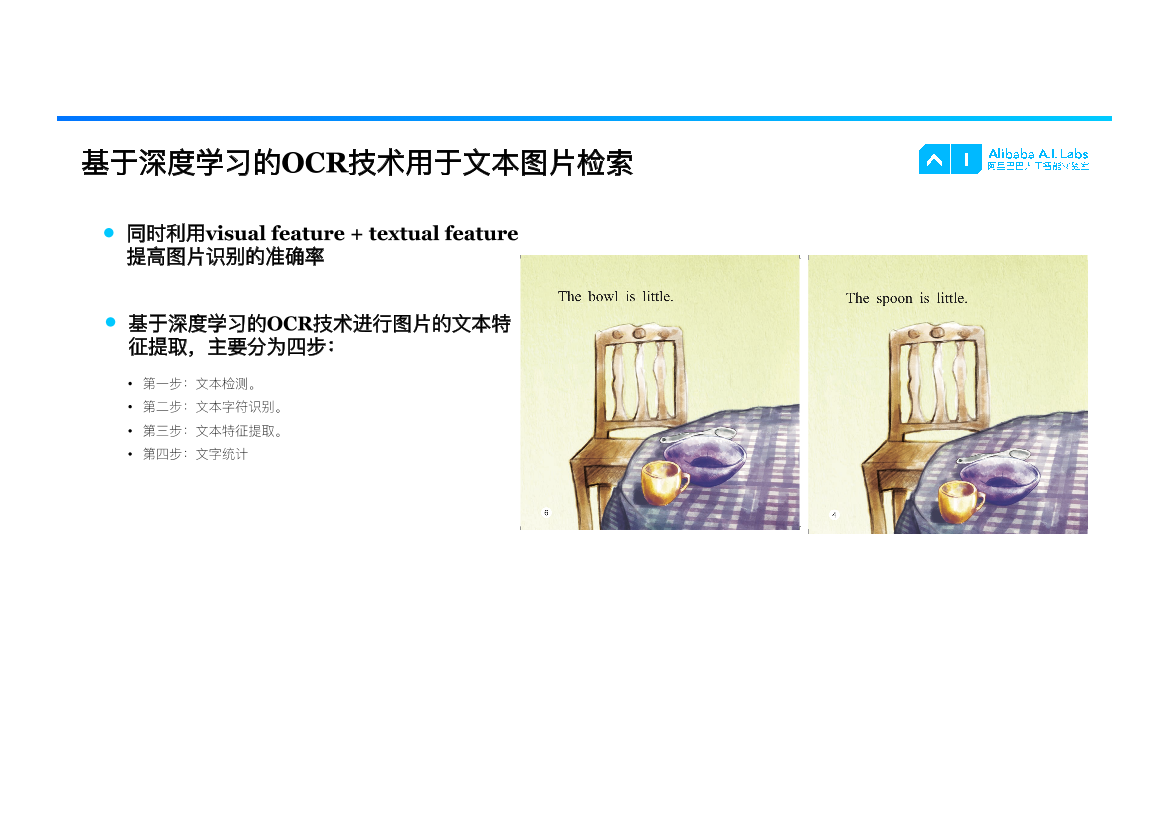 基于深度学习的OCR技术用于文本图片检索
Alibaba A.I. Labs
阿里巴巴人工智能实验室
同时利用visual feature + textual feature
提高图片识别的准确率
基于深度学习的OCR技术进行图片的文本特
征提取，主要分为四步：
• 第一步：文本检测。
• 第二步：文本字符识别。
• 第三步：文本特征提取。
• 第四步：文字统计
The bowl is little.
6
The spoon is little.
4